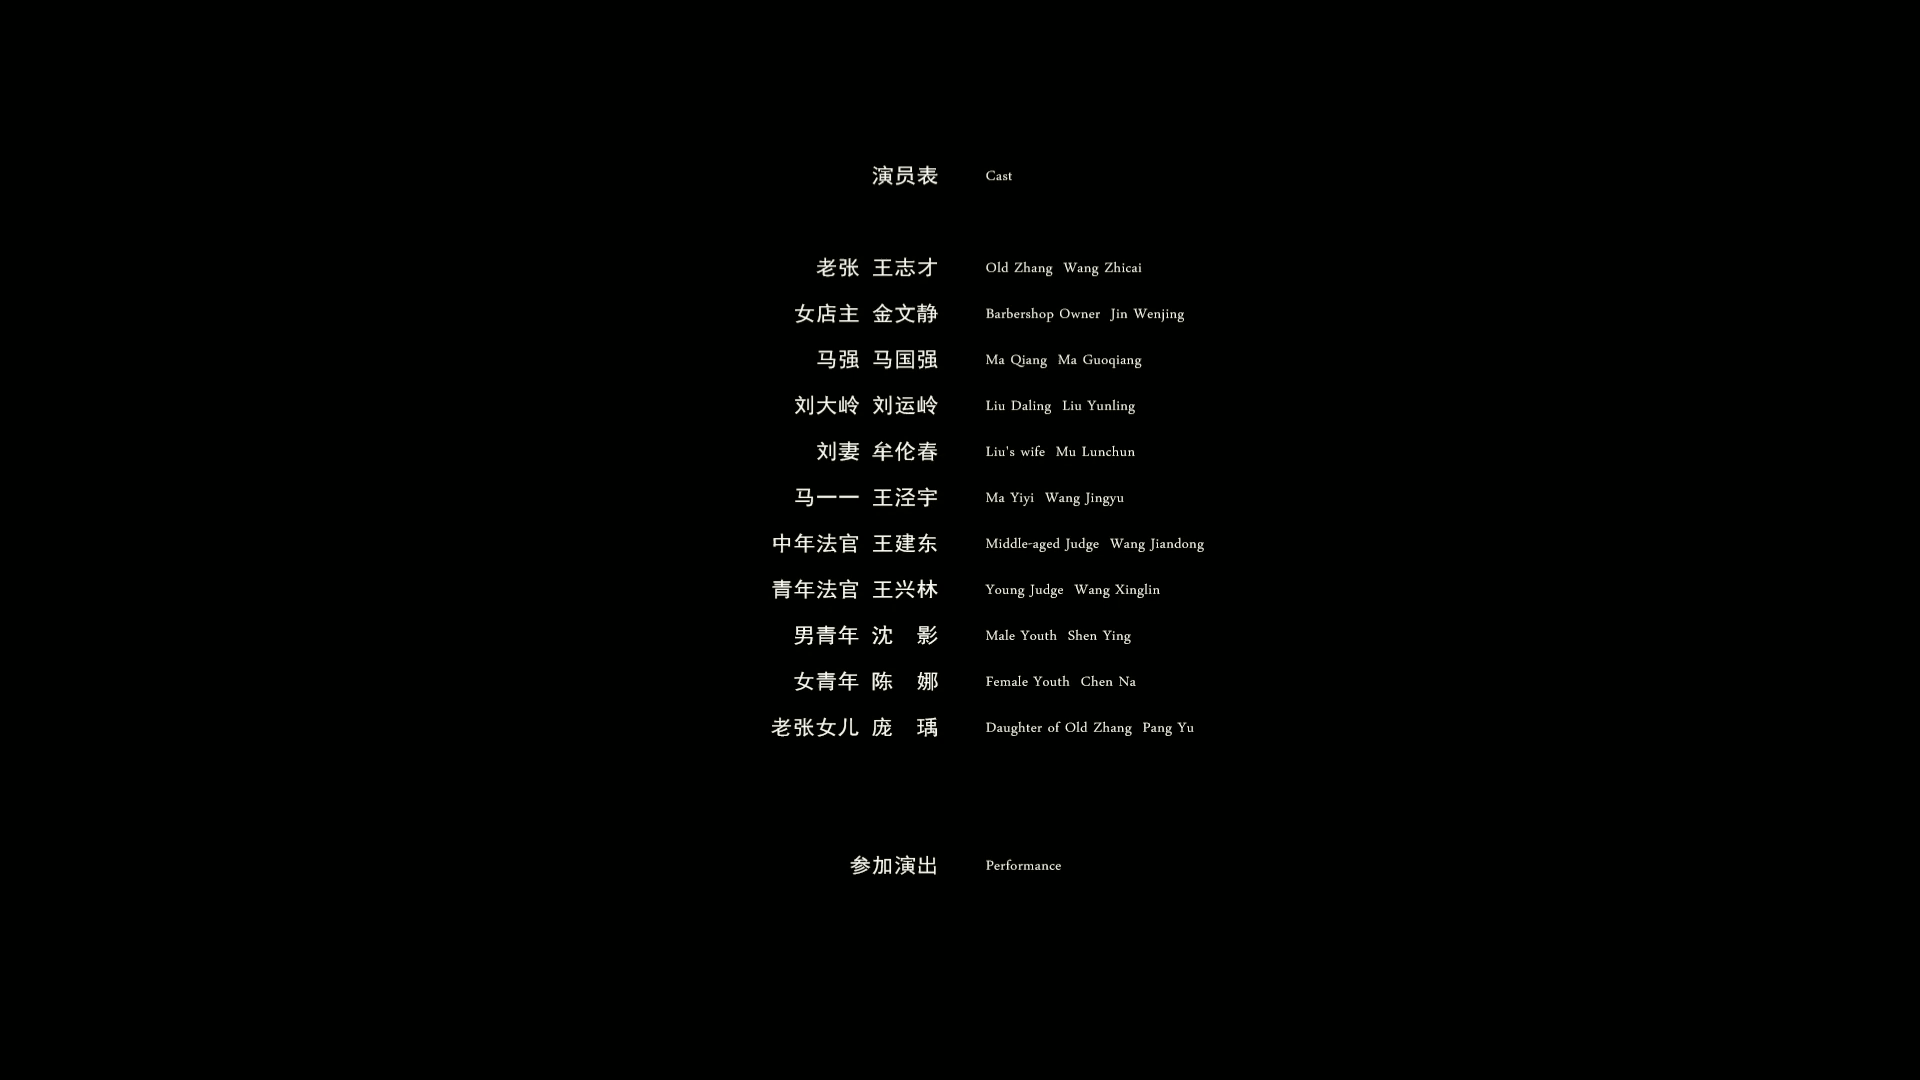 演员表 Cast
老张 王志才 Old Zhang Wang Zhicai
女店主 金文静 Barbershop Owner Jin Wenjing
马强 马国强 Ma Qiang Ma Guoqiang
刘大岭 刘运岭 Liu Daling Liu Yunling
刘妻 牟伦春 Liu's wife Mu Lunchun
马一一 王泾宇 Ma Yiyi Wang Jingyu
中年法官 王建东 Middle-aged Judge Wang Jiandong
青年法官 王兴林 Young Judge Wang Xinglin
男青年 沈 影 Male Youth Shen Ying
女青年 陈 娜 Female Youth Chen Na
老张女儿 庞 瑀 Daughter of Old Zhang Pang Yu
参加演出 Performance